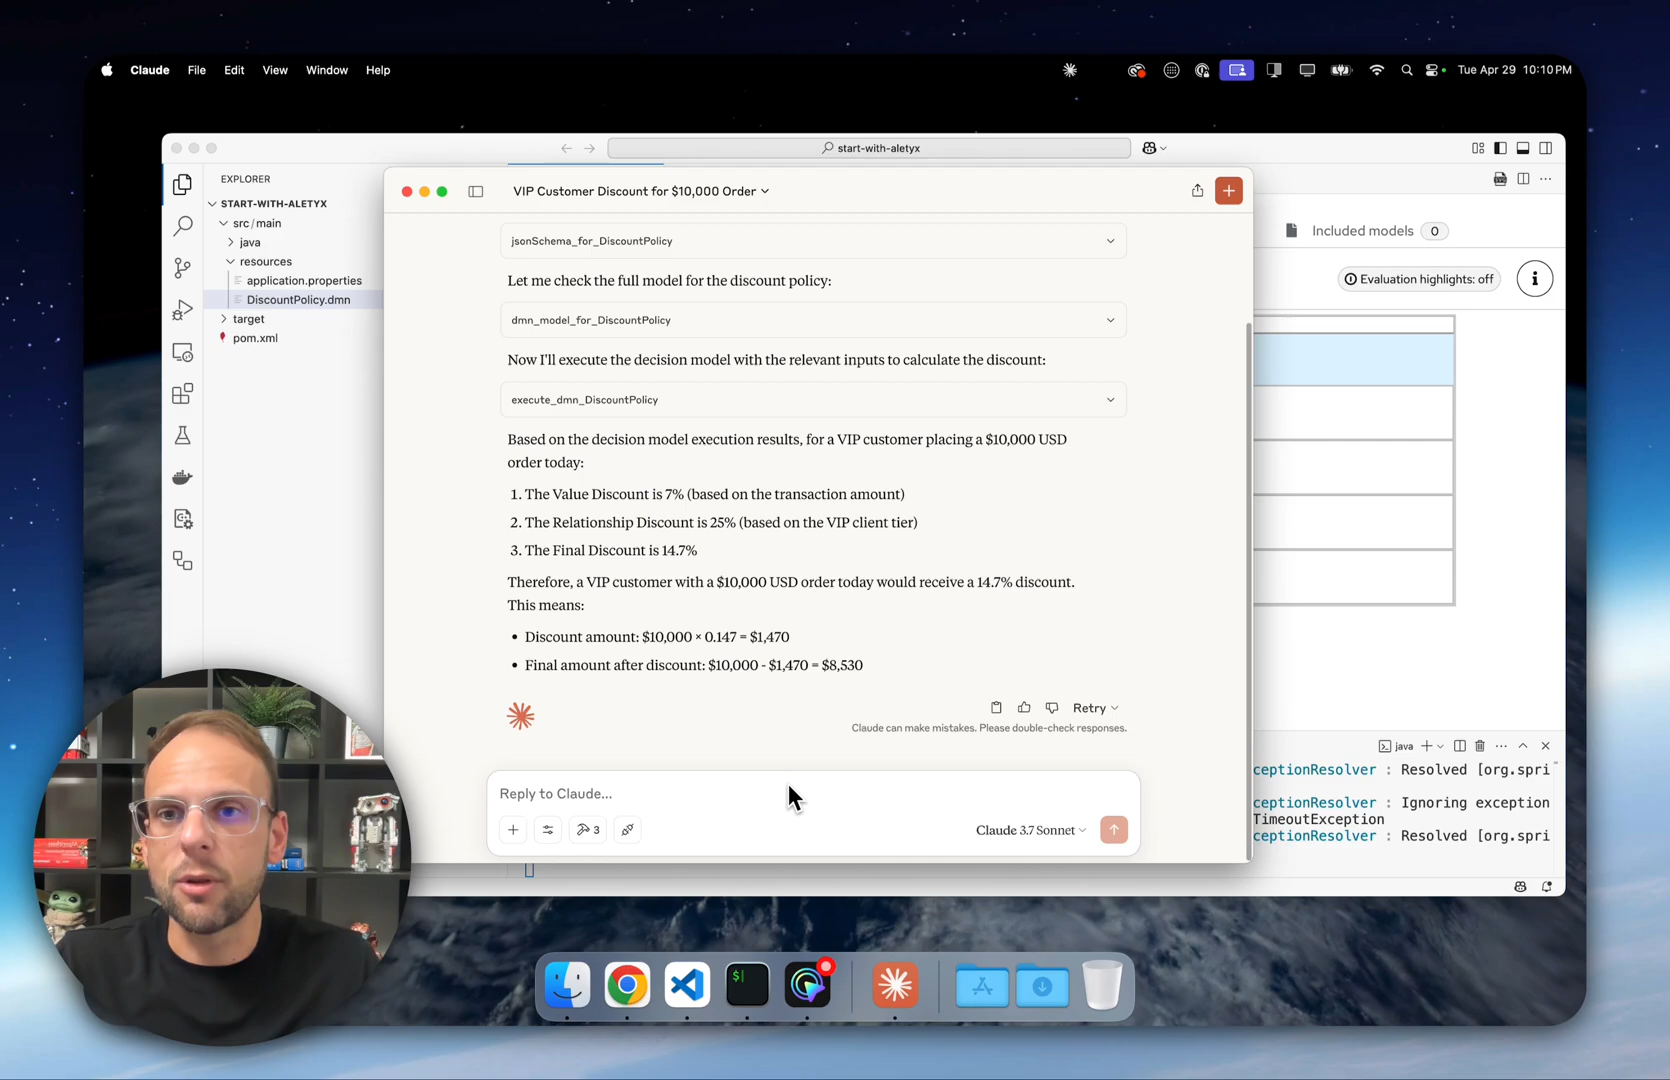 Claude File Edit View Window Help
Tue Apr 29 10:10 PM
start-with-aletyx
EXPLORER
START-WITH-ALETYX
src/main
java
resources
application.properties
DiscountPolicy.dmn
target
pom.xml
VIP Customer Discount for $10,000 Order
Included models 0
Evaluation highlights: off
jsonSchema_for_DiscountPolicy
Let me check the full model for the discount policy:
dmn_model_for_DiscountPolicy
Now I'll execute the decision model with the relevant inputs to calculate the discount:
execute_dmn_DiscountPolicy
Based on the decision model execution results, for a VIP customer placing a $10,000 USD
order today:
1. The Value Discount is 7% (based on the transaction amount)
2. The Relationship Discount is 25% (based on the VIP client tier)
3. The Final Discount is 14.7%
Therefore, a VIP customer with a $10,000 USD order today would receive a 14.7% discount.
This means:
• Discount amount: $10,000 × 0.147 = $1,470
• Final amount after discount: $10,000 - $1,470 = $8,530
Retry
Claude can make mistakes. Please double-check responses.
Reply to Claude...
3
Claude 3.7 Sonnet
java
ceptionResolver : Resolved [org.spri
ceptionResolver : Ignoring exception
TimeoutException
ceptionResolver : Resolved [org.spri
$